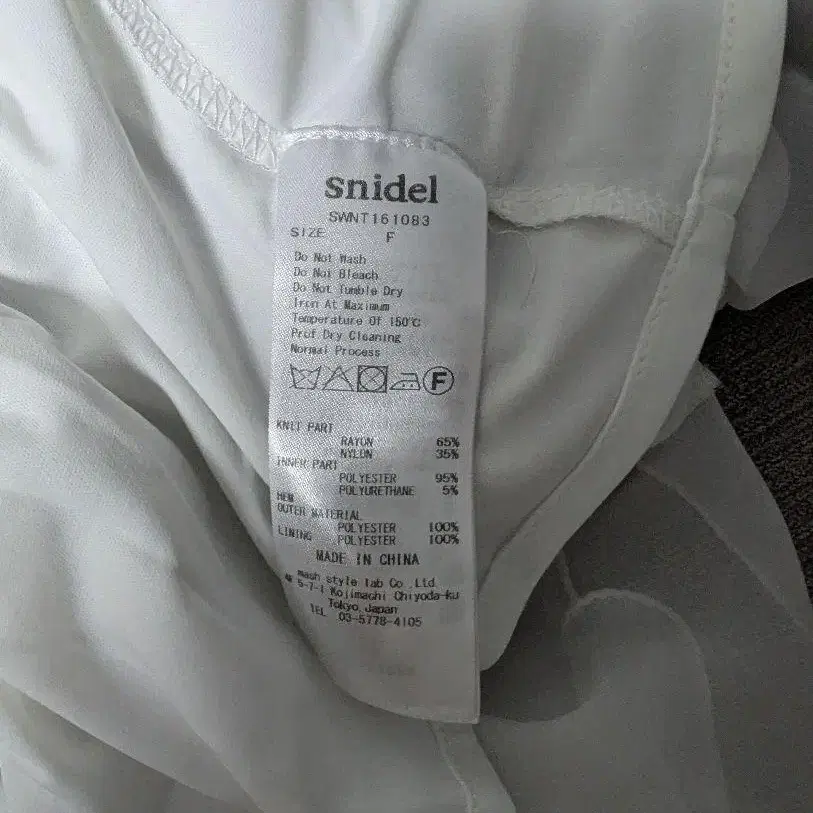 snidel
SWNT161083
SIZE F
Do Not Wash
Do Not Bleach
Do Not Tumble Dry
Iron At Maximum
Temperature Of 150℃
Prof Dry Cleaning
Normal Process
F
KNIT PART
RAYON 65%
NYLON 35%
INNER PART
POLYESTER 95%
POLYURETHANE 5%
HEM
OUTER MATERIAL
POLYESTER 100%
LINING POLYESTER 100%
MADE IN CHINA
mash style lab Co.,Ltd.
5-7-1 Kojimachi Chiyoda-ku
Tokyo,Japan
TEL 03-5778-4105